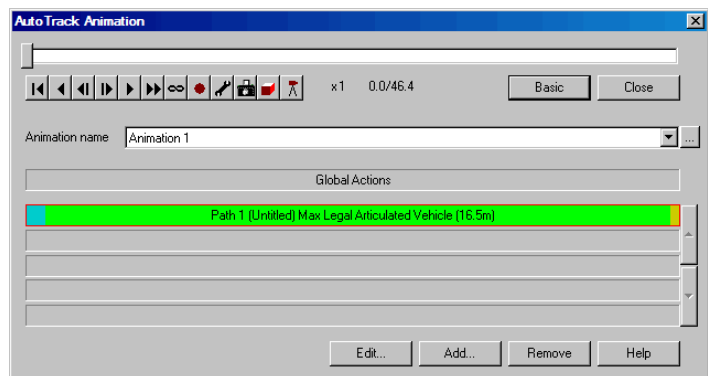 AutoTrack Animation
x1 0.0/46.4 Basic Close
Animation name Animation 1 ...
Global Actions
Path 1 (Untitled) Max Legal Articulated Vehicle (16.5m)
Edit... Add... Remove Help